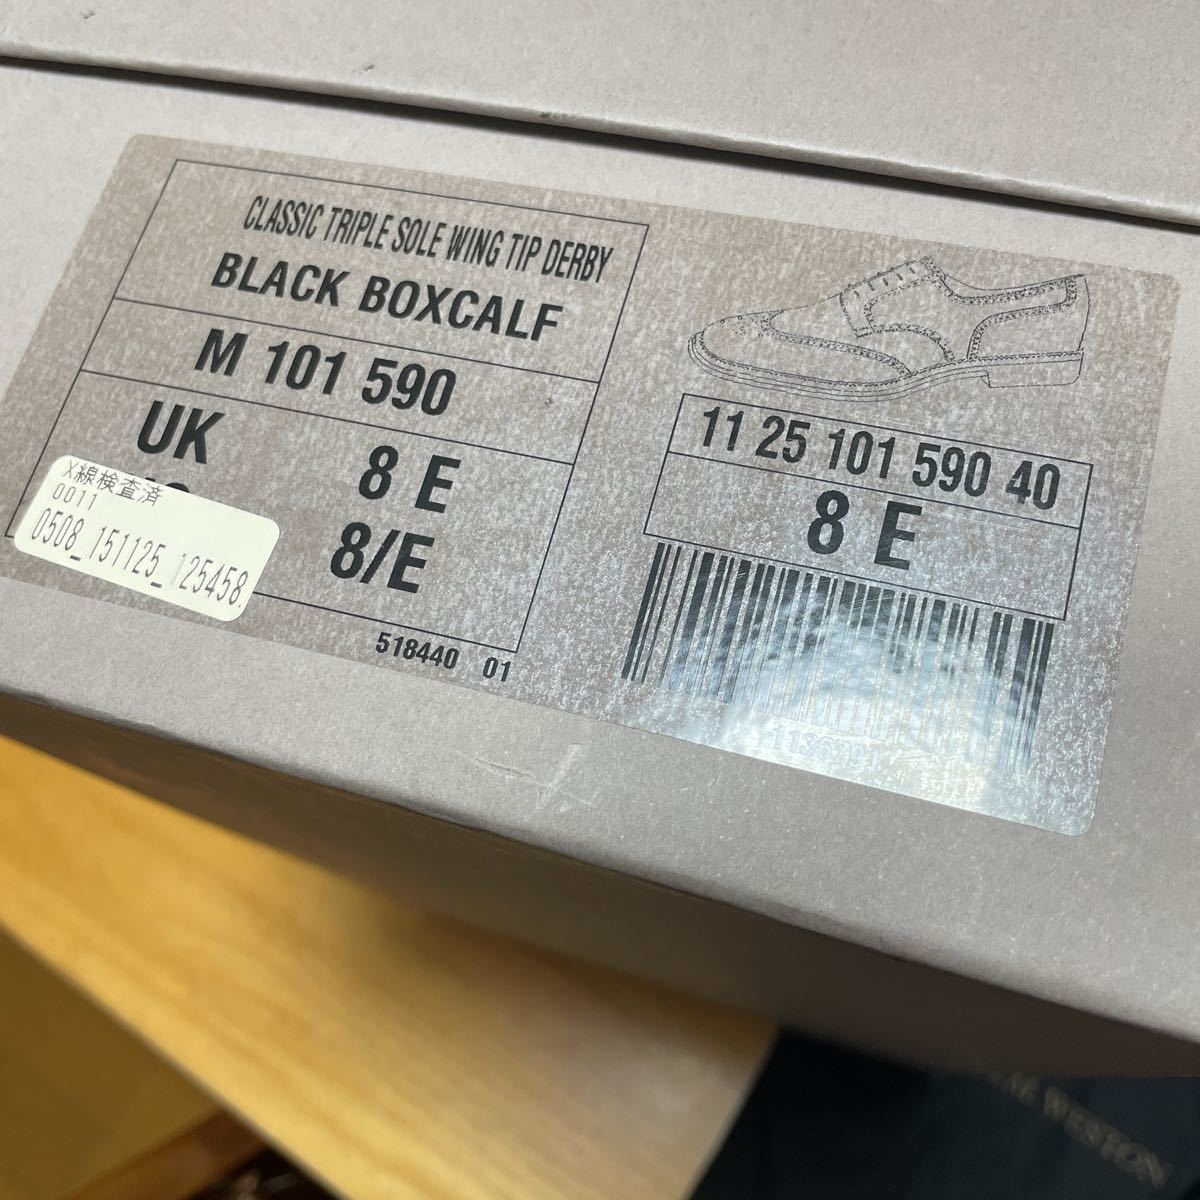 CLASSIC TRIPLE SOLE WING TIP DERBY
BLACK BOXCALF
M 101 590
UK 8 E
8/E
X線検査済
0011
0508_151125_125458.
518440 01
11 25 101 590 40
8 E
WESTON